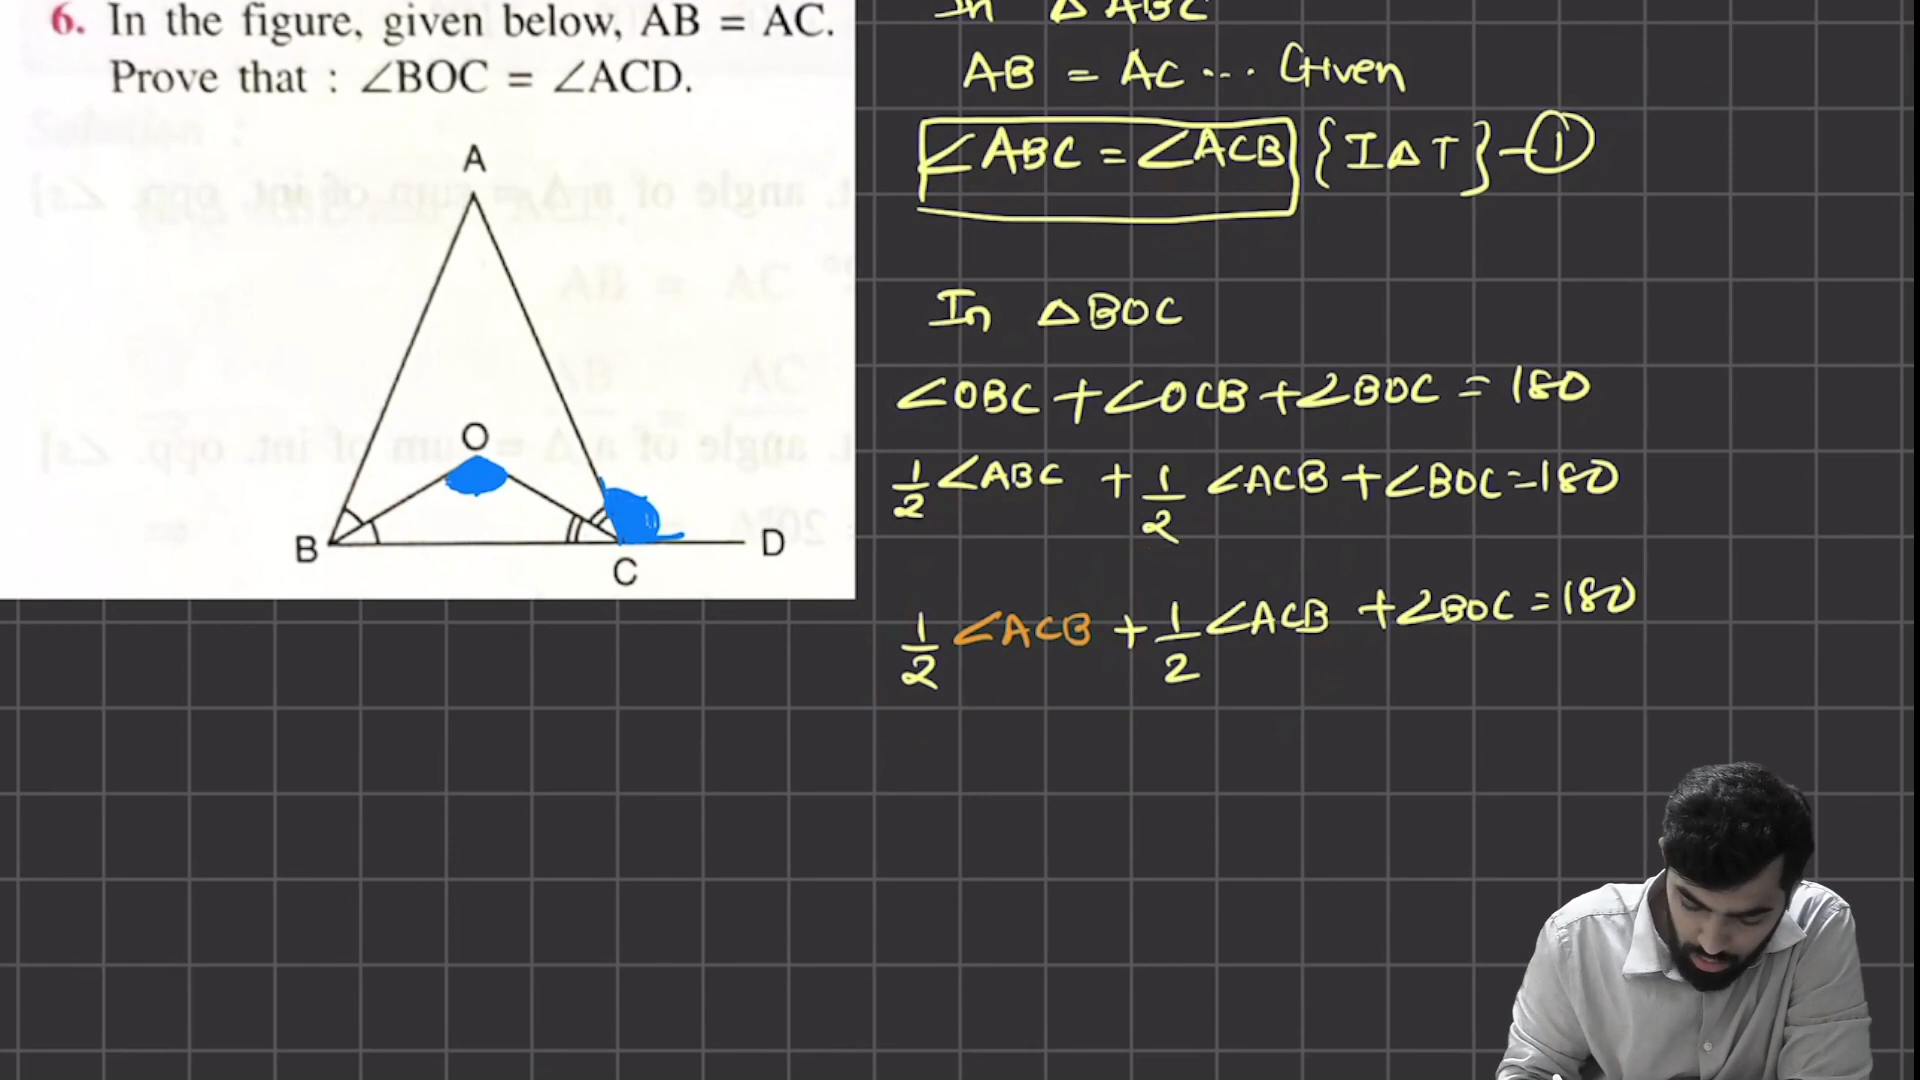 6. In the figure, given below, AB = AC.
Prove that : ∠BOC = ∠ACD.
A
O
B
C
D
In △ABC
AB = AC ... Given
∠ABC = ∠ACB {I△T} - ①
In △BOC
∠OBC + ∠OCB + ∠BOC = 180
1/2 ∠ABC + 1/2 ∠ACB + ∠BOC = 180
1/2 ∠ACB + 1/2 ∠ACB + ∠BOC = 180